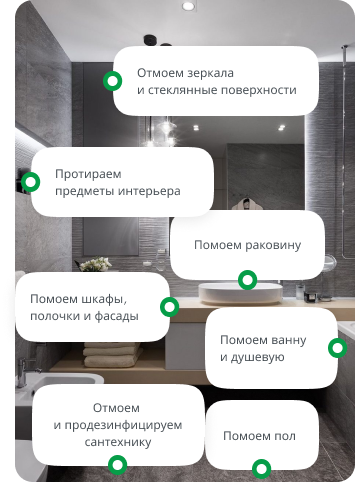 Отмоем зеркала
и стеклянные поверхности
Протираем
предметы интерьера
Помоем раковину
Помоем шкафы,
полочки и фасады
Помоем ванну
и душевую
Отмоем
и продезинфицируем
сантехнику
Помоем пол